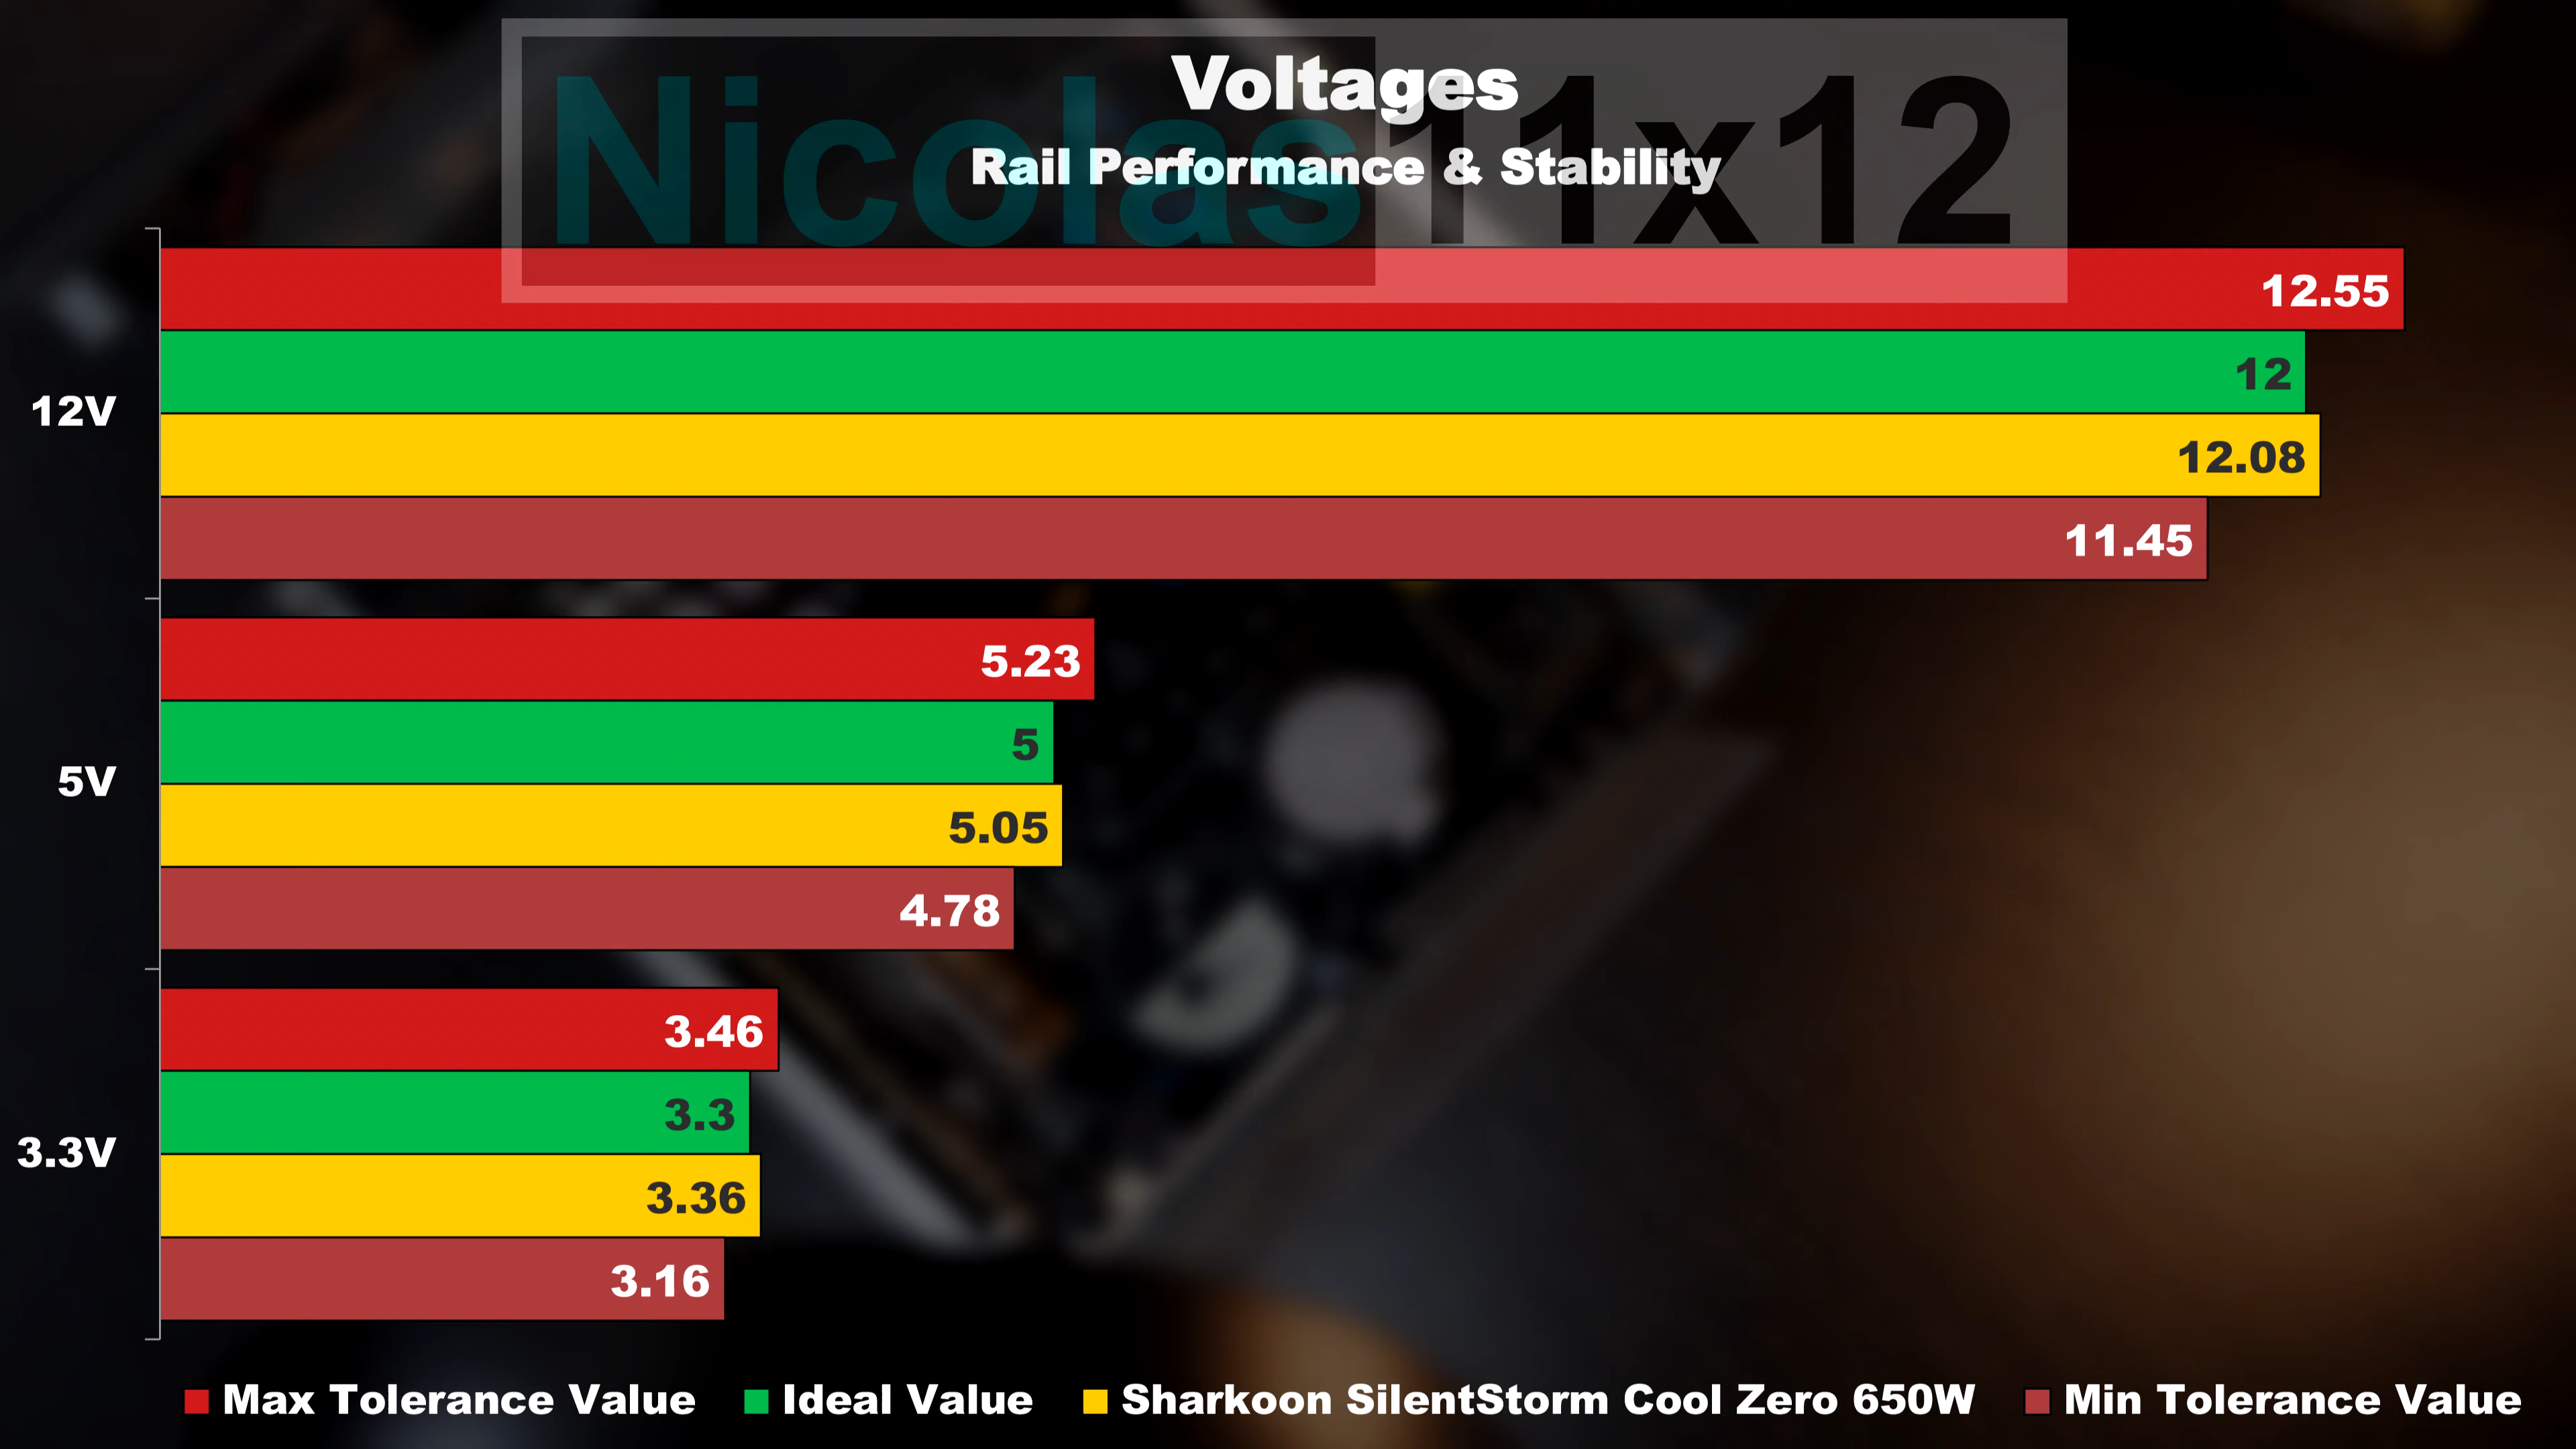 Nicolas11x12
Voltages
Rail Performance & Stability
12V
12.55
12
12.08
11.45
5V
5.23
5
5.05
4.78
3.3V
3.46
3.3
3.36
3.16
Max Tolerance Value
Ideal Value
Sharkoon SilentStorm Cool Zero 650W
Min Tolerance Value